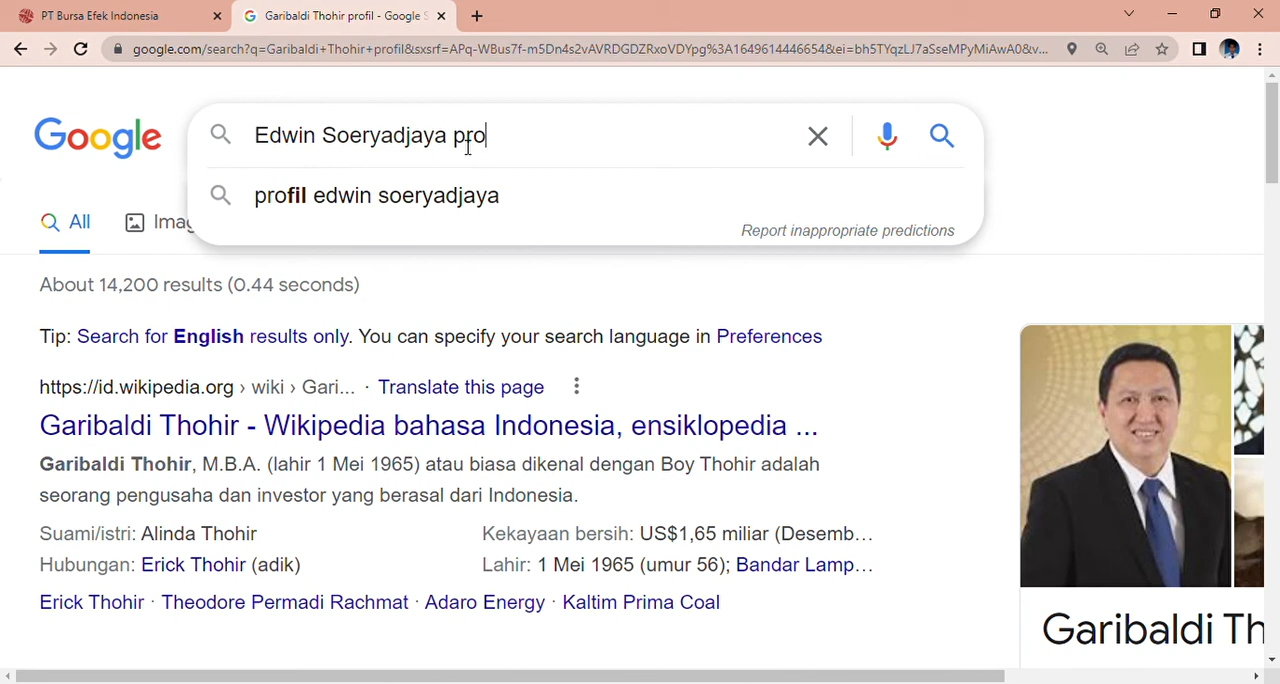 PT Bursa Efek Indonesia
Garibaldi Thohir profil - Google S
google.com/search?q=Garibaldi+Thohir+profil&sxsrf=APq-WBus7f-m5Dn4s2vAVRDGDZRxoVDYpg%3A1649614446654&ei=bh5TYqzLJ7aSseMPyMiAwA0&v...
Google
Edwin Soeryadjaya pro
profil edwin soeryadjaya
Report inappropriate predictions
All
Imag
About 14,200 results (0.44 seconds)
Tip: Search for English results only. You can specify your search language in Preferences
https://id.wikipedia.org › wiki › Gari... · Translate this page
Garibaldi Thohir - Wikipedia bahasa Indonesia, ensiklopedia ...
Garibaldi Thohir, M.B.A. (lahir 1 Mei 1965) atau biasa dikenal dengan Boy Thohir adalah
seorang pengusaha dan investor yang berasal dari Indonesia.
Suami/istri: Alinda Thohir
Kekayaan bersih: US$1,65 miliar (Desemb...
Hubungan: Erick Thohir (adik)
Lahir: 1 Mei 1965 (umur 56); Bandar Lamp...
Erick Thohir · Theodore Permadi Rachmat · Adaro Energy · Kaltim Prima Coal
Garibaldi Th